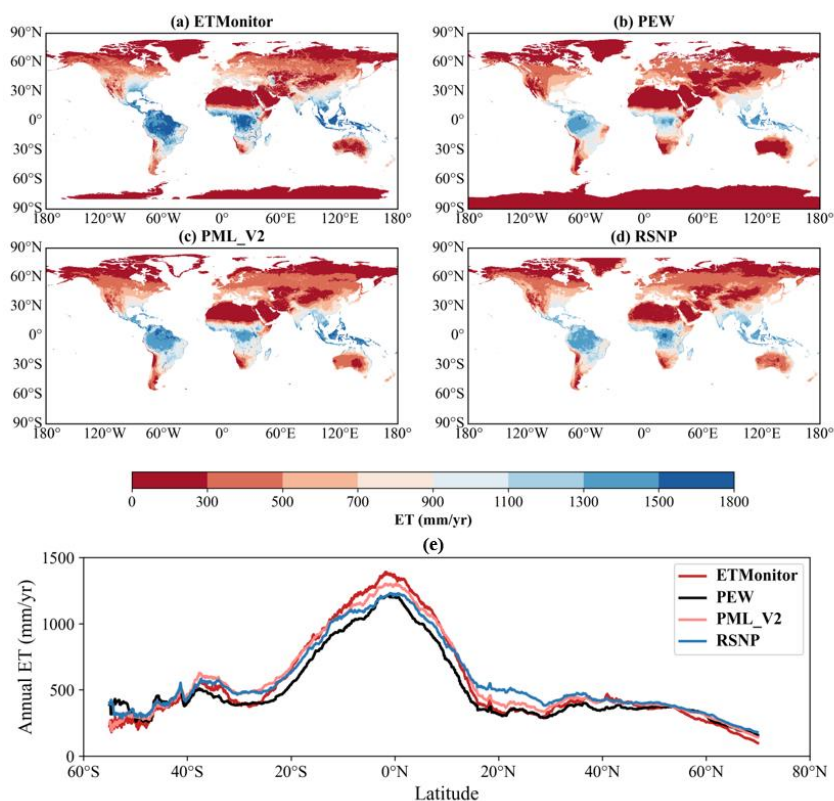 (a) ETMonitor
(b) PEW
90°N
60°N
30°N
0°
30°S
60°S
90°S
180° 120°W 60°W 0° 60°E 120°E 180°
90°N
60°N
30°N
0°
30°S
60°S
90°S
180° 120°W 60°W 0° 60°E 120°E 180°
(c) PML_V2
(d) RSNP
90°N
60°N
30°N
0°
30°S
60°S
90°S
180° 120°W 60°W 0° 60°E 120°E 180°
90°N
60°N
30°N
0°
30°S
60°S
90°S
180° 120°W 60°W 0° 60°E 120°E 180°
0 300 500 700 900 1100 1300 1500 1800
ET (mm/yr)
(e)
Annual ET (mm/yr)
1500
1000
500
0
ETMonitor
PEW
PML_V2
RSNP
60°S 40°S 20°S 0°N 20°N 40°N 60°N 80°N
Latitude